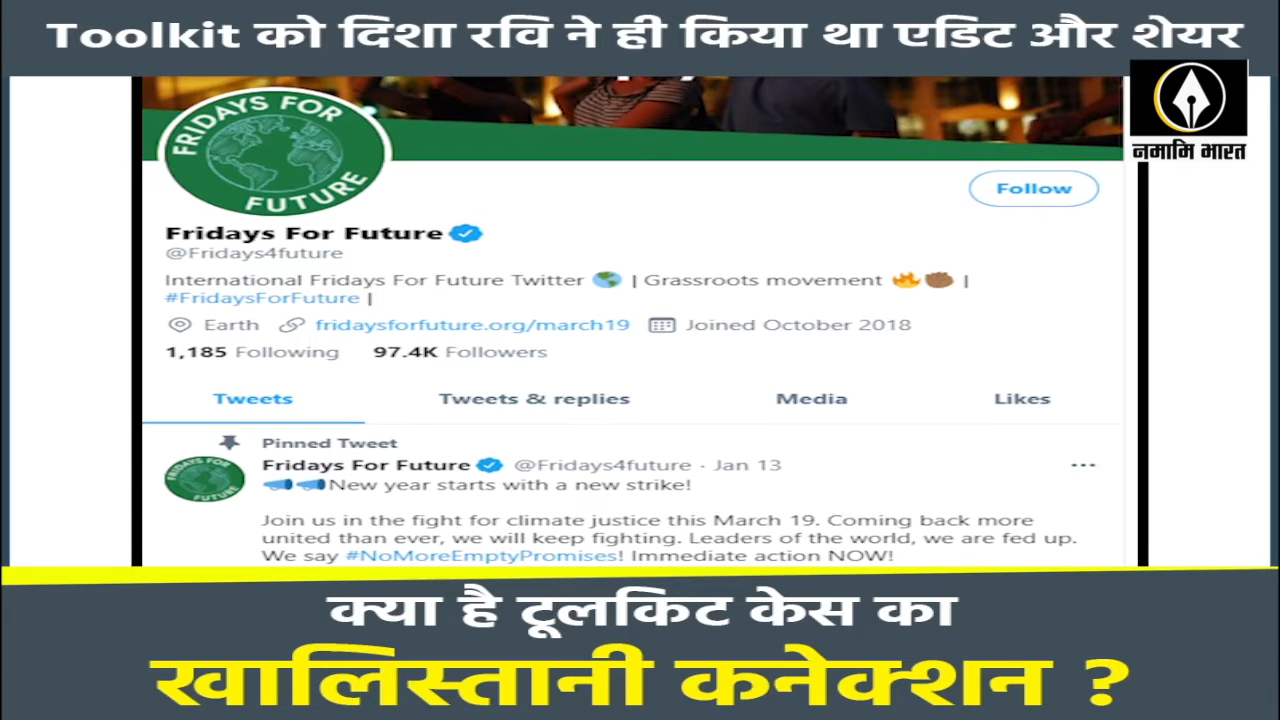 Toolkit को दिशा रवि ने ही किया था एडिट और शेयर
नमामि भारत
FRIDAYS FOR FUTURE
Follow
Fridays For Future
@Fridays4future
International Fridays For Future Twitter 🌎 | Grassroots movement 🔥✊🏾 |
#FridaysForFuture |
Earth fridaysforfuture.org/march19 Joined October 2018
1,185 Following 97.4K Followers
Tweets Tweets & replies Media Likes
Pinned Tweet
FRIDAYS FOR FUTURE
Fridays For Future @Fridays4future · Jan 13
📣📣New year starts with a new strike!
Join us in the fight for climate justice this March 19. Coming back more
united than ever, we will keep fighting. Leaders of the world, we are fed up.
We say #NoMoreEmptyPromises! Immediate action NOW!
क्या है टूलकिट केस का
खालिस्तानी कनेक्शन ?